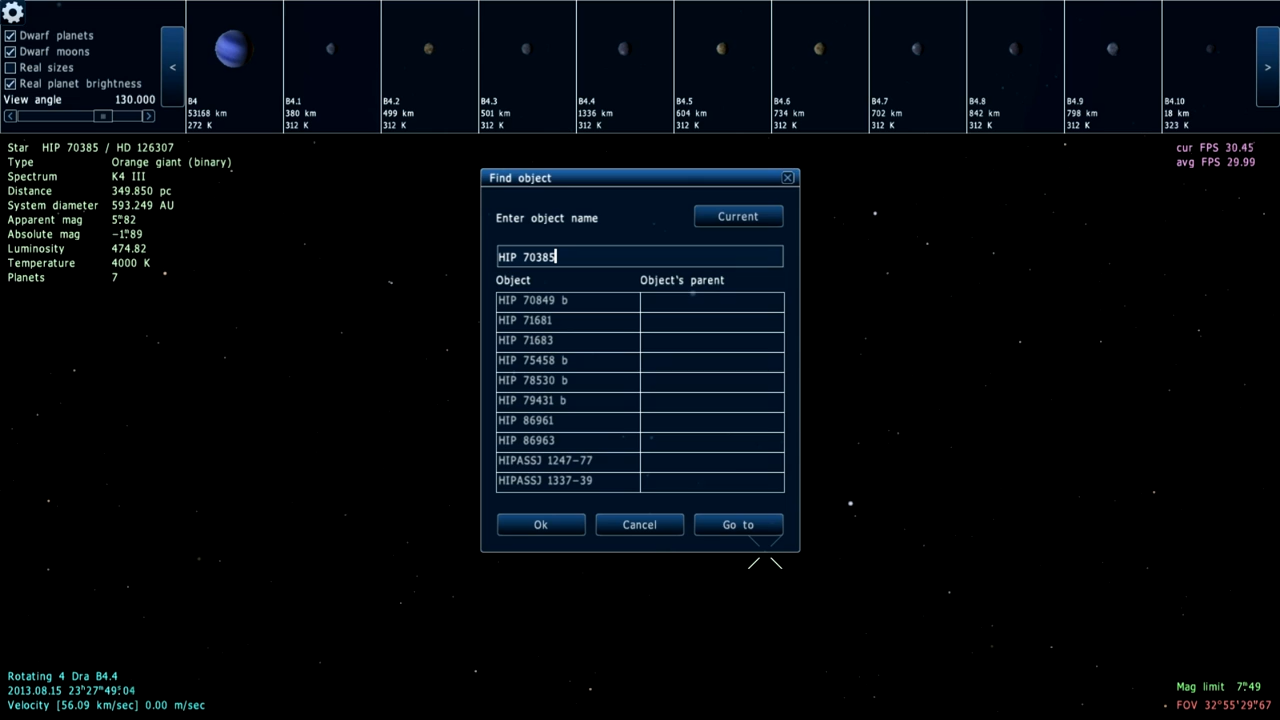 Dwarf planets
Dwarf moons
Real sizes
Real planet brightness
View angle 130.000
<
B4
53168 km
272 K
B4.1
380 km
312 K
B4.2
499 km
312 K
B4.3
501 km
312 K
B4.4
1336 km
312 K
B4.5
604 km
312 K
B4.6
734 km
312 K
B4.7
702 km
312 K
B4.8
842 km
312 K
B4.9
798 km
312 K
B4.10
18 km
323 K
>
Star HIP 70385 / HD 126307
Type Orange giant (binary)
Spectrum K4 III
Distance 349.850 pc
System diameter 593.249 AU
Apparent mag 5ᵐ.82
Absolute mag -1ᵐ.89
Luminosity 474.82
Temperature 4000 K
Planets 7
cur FPS 30.45
avg FPS 29.99
Find object
Enter object name
Current
HIP 70385
Object Object's parent
HIP 70849 b
HIP 71681
HIP 71683
HIP 75458 b
HIP 78530 b
HIP 79431 b
HIP 86961
HIP 86963
HIPASSJ 1247-77
HIPASSJ 1337-39
Ok Cancel Go to
Rotating 4 Dra B4.4
2013.08.15 23ʰ27ᵐ49ˢ.04
Velocity [56.09 km/sec] 0.00 m/sec
Mag limit 7ᵐ.49
FOV 32°55'29".67